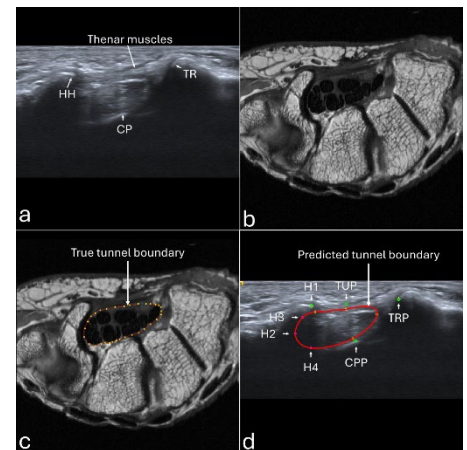 Thenar muscles
TR
HH
CP
a
b
True tunnel boundary
c
Predicted tunnel boundary
H1
TUP
H3
TRP
H2
H4
CPP
d